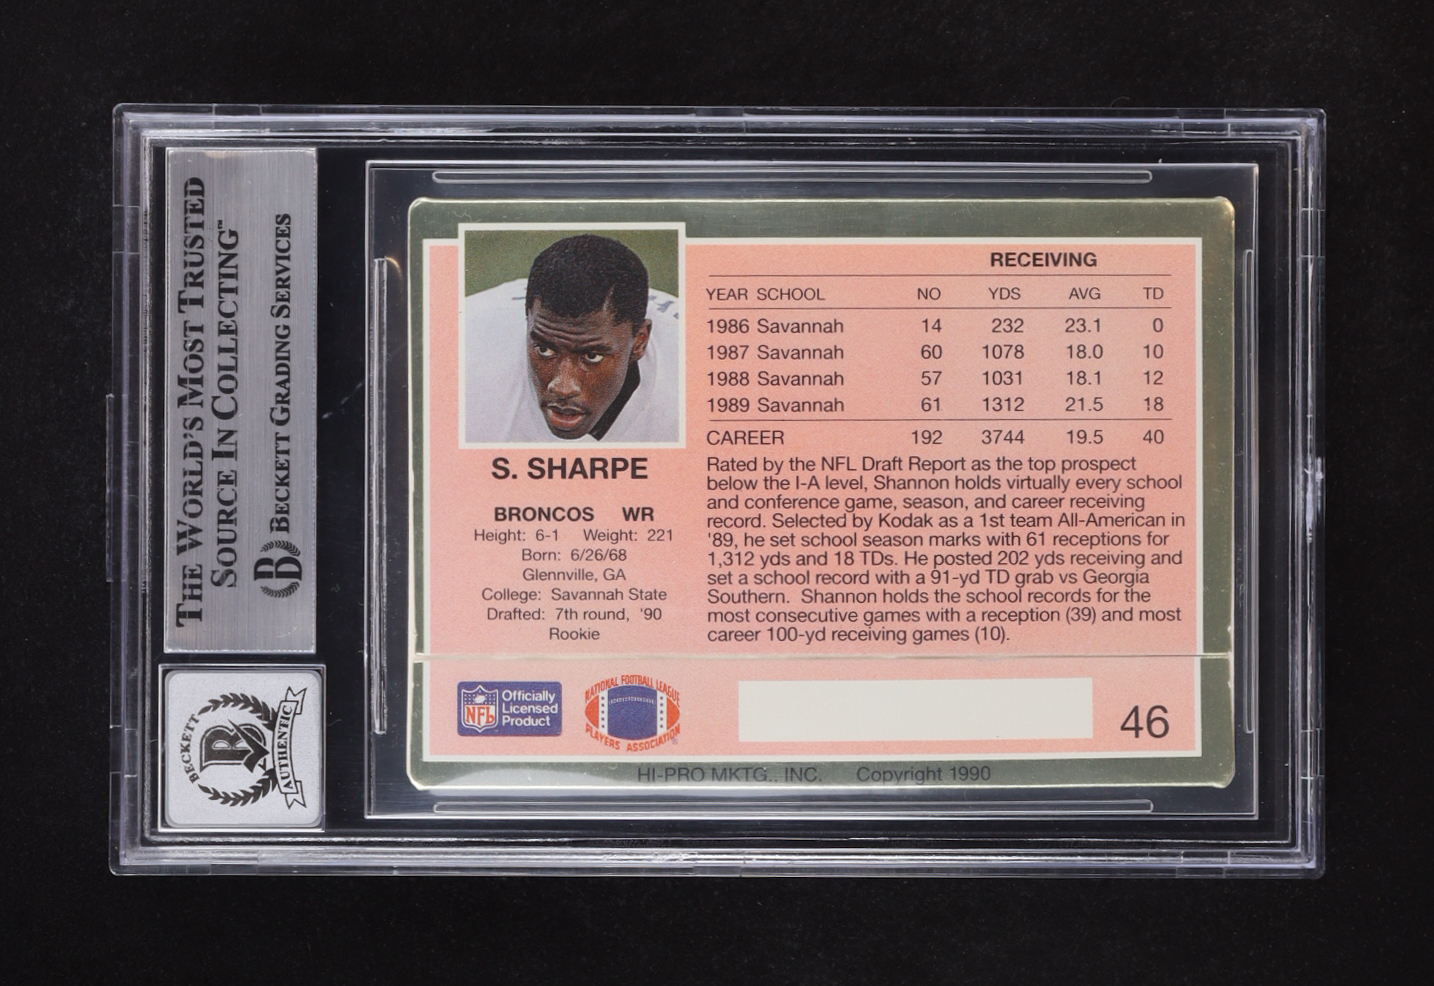 THE WORLD'S MOST TRUSTED
SOURCE IN COLLECTING™
BECKETT GRADING SERVICES
BECKETT
AUTHENTIC
S. SHARPE
BRONCOS WR
Height: 6-1 Weight: 221
Born: 6/26/68
Glennville, GA
College: Savannah State
Drafted: 7th round, '90
Rookie
RECEIVING
YEAR SCHOOL NO YDS AVG TD
1986 Savannah 14 232 23.1 0
1987 Savannah 60 1078 18.0 10
1988 Savannah 57 1031 18.1 12
1989 Savannah 61 1312 21.5 18
CAREER 192 3744 19.5 40
Rated by the NFL Draft Report as the top prospect
below the I-A level, Shannon holds virtually every school
and conference game, season, and career receiving
record. Selected by Kodak as a 1st team All-American in
'89, he set school season marks with 61 receptions for
1,312 yds and 18 TDs. He posted 202 yds receiving and
set a school record with a 91-yd TD grab vs Georgia
Southern. Shannon holds the school records for the
most consecutive games with a reception (39) and most
career 100-yd receiving games (10).
NFL
Officially
Licensed
Product
NATIONAL FOOTBALL LEAGUE
PLAYERS ASSOCIATION
46
HI-PRO MKTG., INC. Copyright 1990